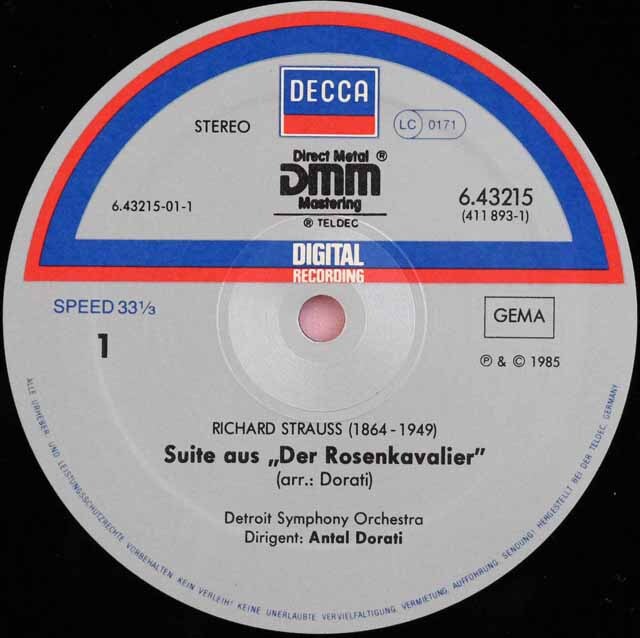 DECCA
STEREO
LC 0171
Direct Metal ®
DMM
Mastering
® TELDEC
6.43215-01-1
6.43215
(411 893-1)
DIGITAL
RECORDING
SPEED 33⅓
GEMA
1
℗ & © 1985
RICHARD STRAUSS (1864-1949)
Suite aus „Der Rosenkavalier”
(arr.: Dorati)
Detroit Symphony Orchestra
Dirigent: Antal Dorati
ALLE URHEBER- UND LEISTUNGSSCHUTZRECHTE VORBEHALTEN. KEIN VERLEIH! KEINE UNERLAUBTE VERVIELFÄLTIGUNG, VERMIETUNG, AUFFÜHRUNG, SENDUNG! HERGESTELLT BEI DER TELDEC, GERMANY